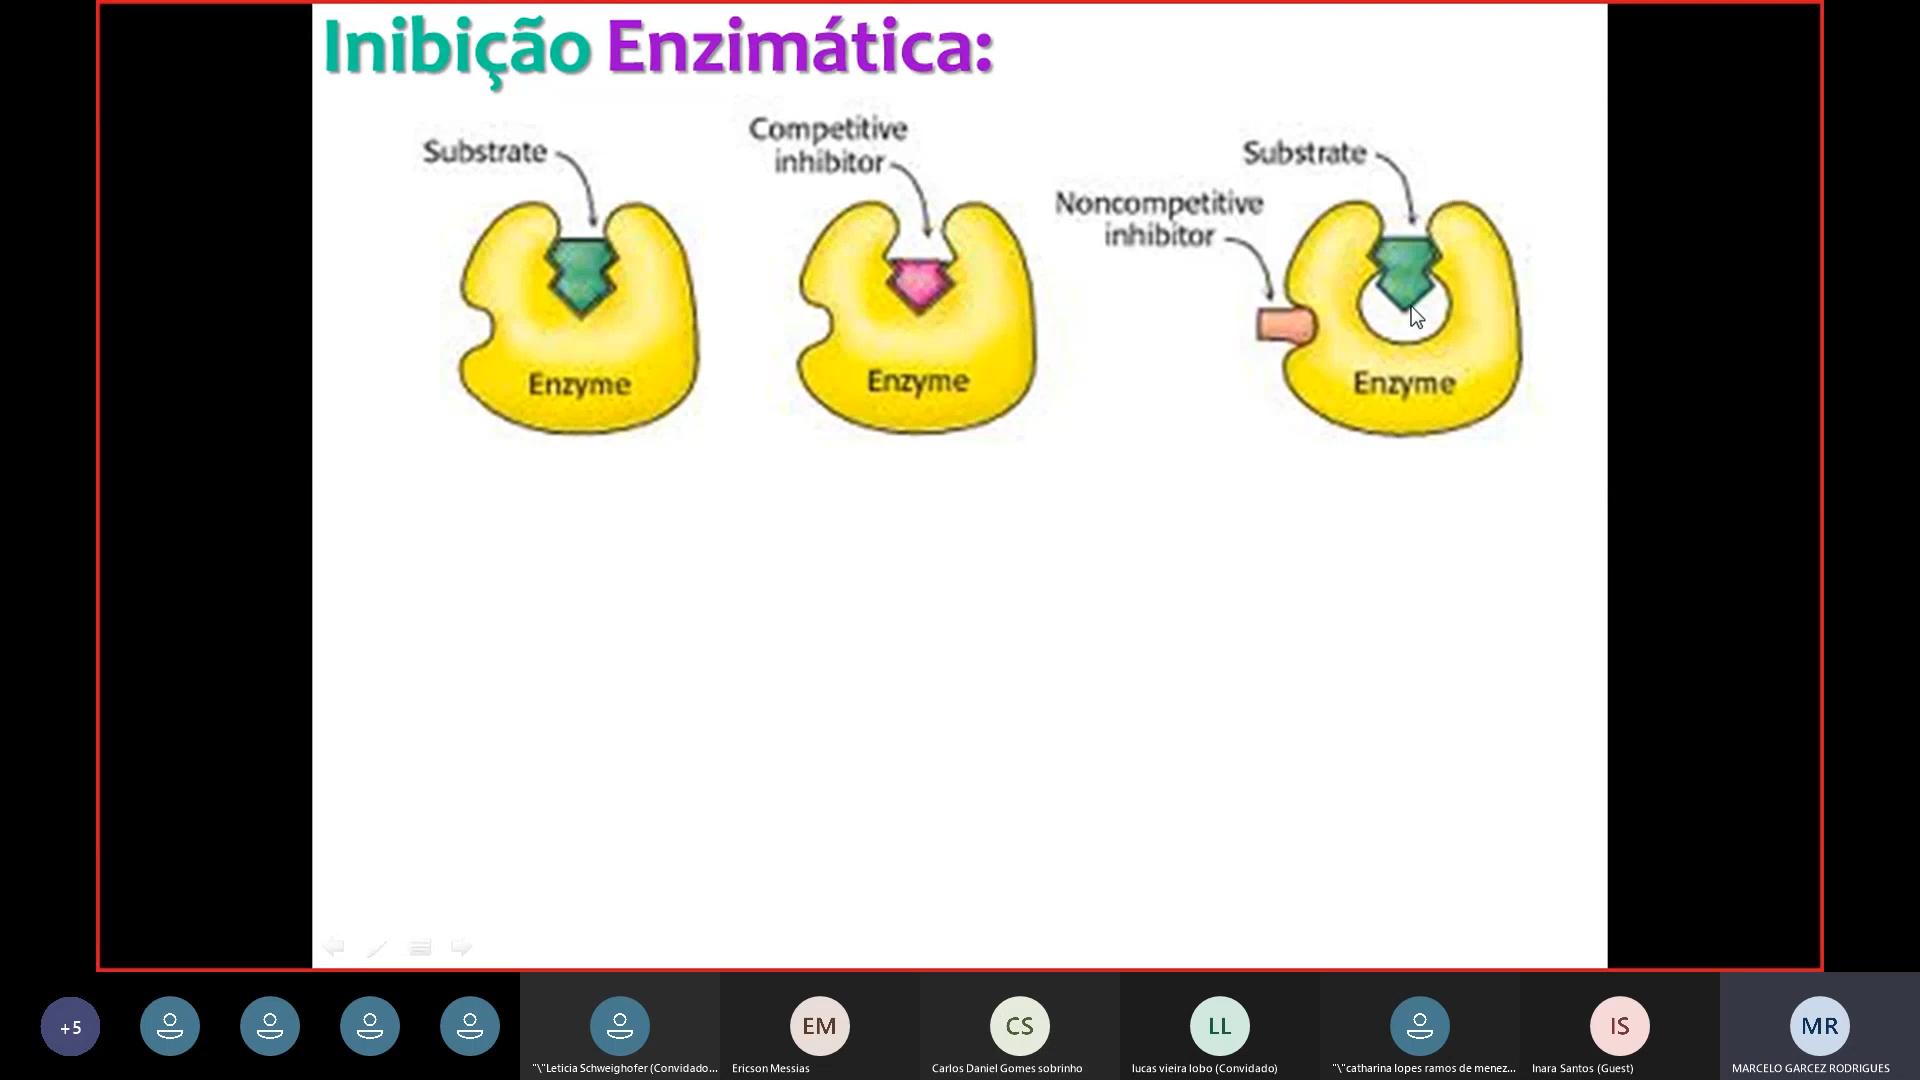 Inibição Enzimática:
Substrate
Competitive
inhibitor
Substrate
Noncompetitive
inhibitor
Enzyme
Enzyme
Enzyme
+5
EM
CS
LL
IS
MR
"\"Leticia Schweighofer (Convidado...
Ericson Messias
Carlos Daniel Gomes sobrinho
lucas vieira lobo (Convidado)
"\"catharina lopes ramos de menez...
Inara Santos (Guest)
MARCELO GARCEZ RODRIGUES